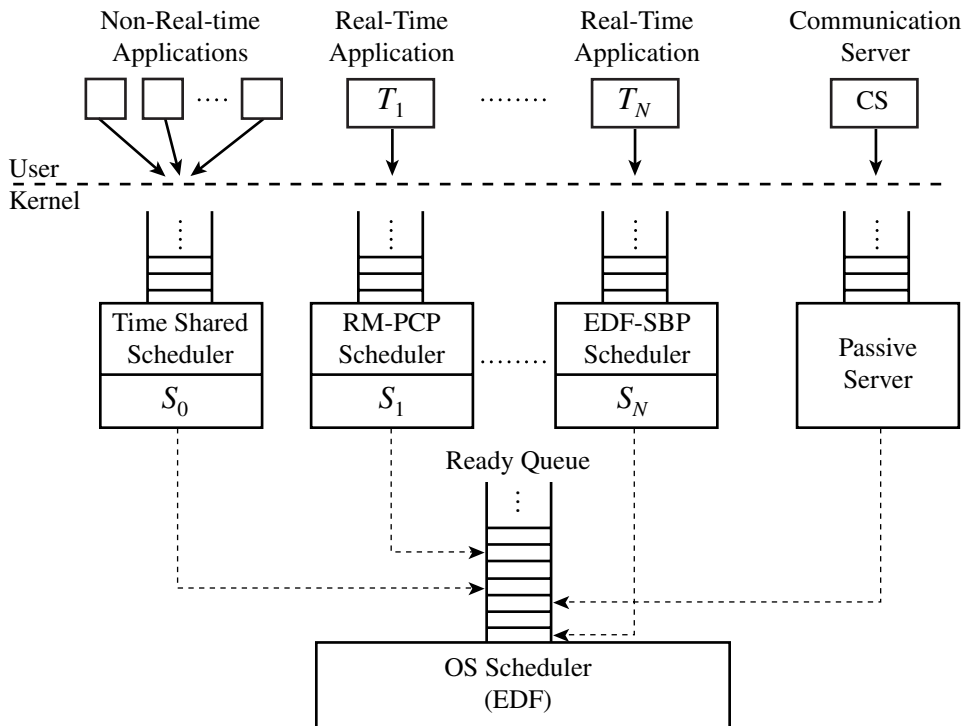 Non-Real-time
Applications
Real-Time
Application
Real-Time
Application
Communication
Server
.....
T1
........
TN
CS
User
Kernel
Time Shared
Scheduler
S0
RM-PCP
Scheduler
S1
........
EDF-SBP
Scheduler
SN
Passive
Server
Ready Queue
OS Scheduler
(EDF)